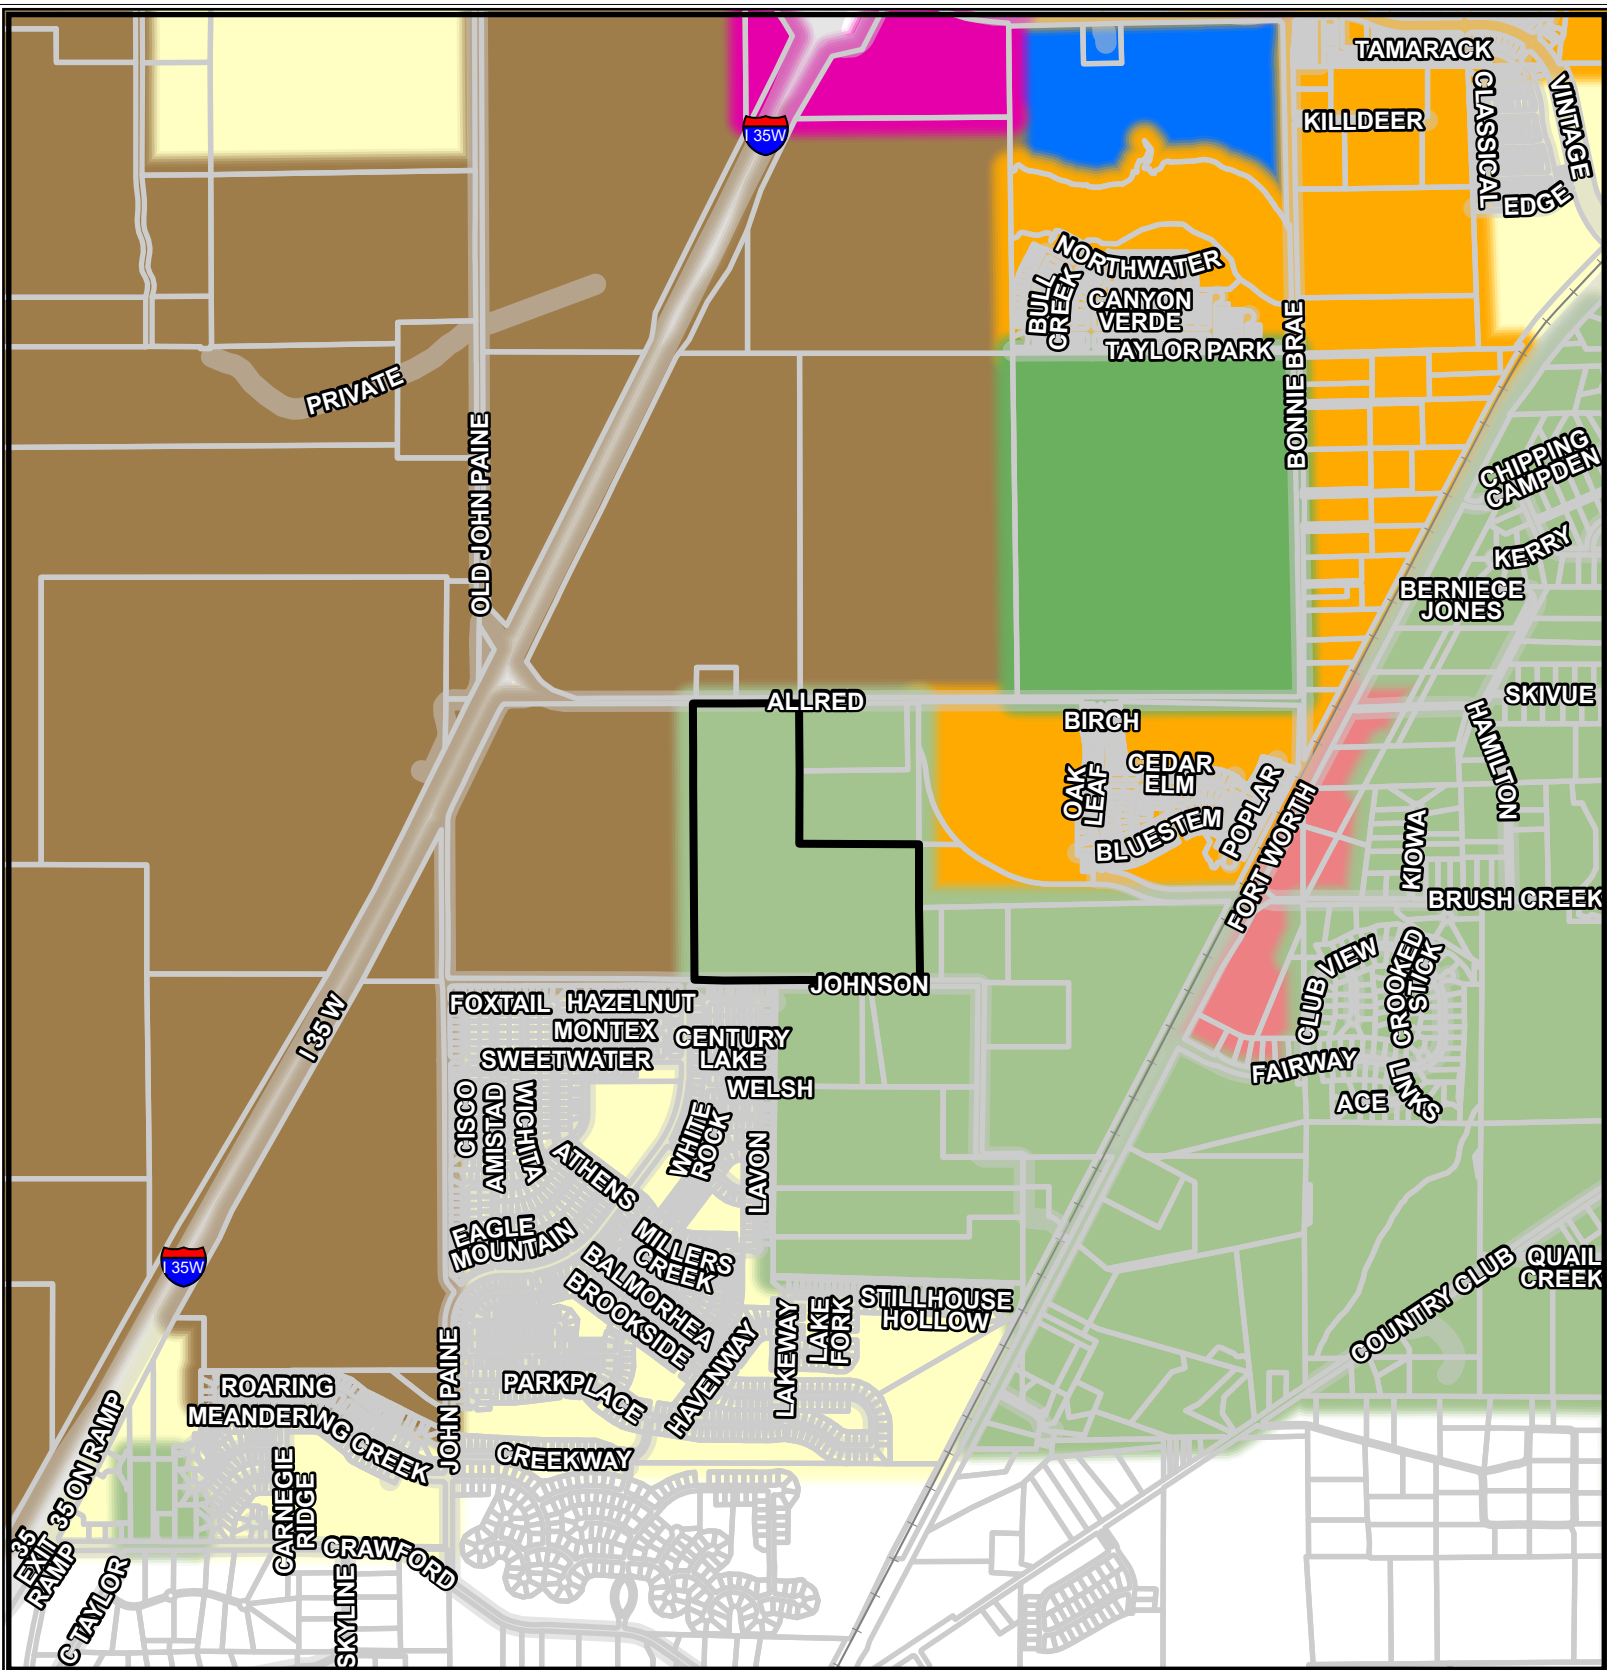 TAMARACK
CLASSICAL
VINTAGE
KILLDEER
I 35W
EDGE
NORTHWATER
BULL
CREEK
CANYON
VERDE
TAYLOR PARK
BONNIE BRAE
PRIVATE
OLD JOHN PAINE
CHIPPING
CAMPDEN
KERRY
BERNIECE
JONES
SKIVUE
ALLRED
HAMILTON
BIRCH
CEDAR
ELM
OAK
LEAF
POPLAR
BLUESTEM
FORT WORTH
KIOWA
BRUSH CREEK
CLUB VIEW
CROOKED
STICK
JOHNSON
FOXTAIL
HAZELNUT
MONTEX
SWEETWATER
CENTURY
LAKE
WELSH
I 35 W
FAIRWAY
LINKS
ACE
CISCO
AMISTAD
WICHITA
WHITE
ROCK
LAVON
ATHENS
EAGLE
MOUNTAIN
MILLERS
CREEK
I 35W
BALMORHEA
BROOKSIDE
QUAIL
CREEK
COUNTRY CLUB
STILLHOUSE
HOLLOW
LAKEWAY
LAKE
FORK
HAVENWAY
JOHN PAINE
PARKPLACE
ROARING
MEANDERING CREEK
35 ON RAMP
CREEKWAY
CARNEGIE
RIDGE
35
EXIT
RAMP
CRAWFORD
C TAYLOR
SKYLINE